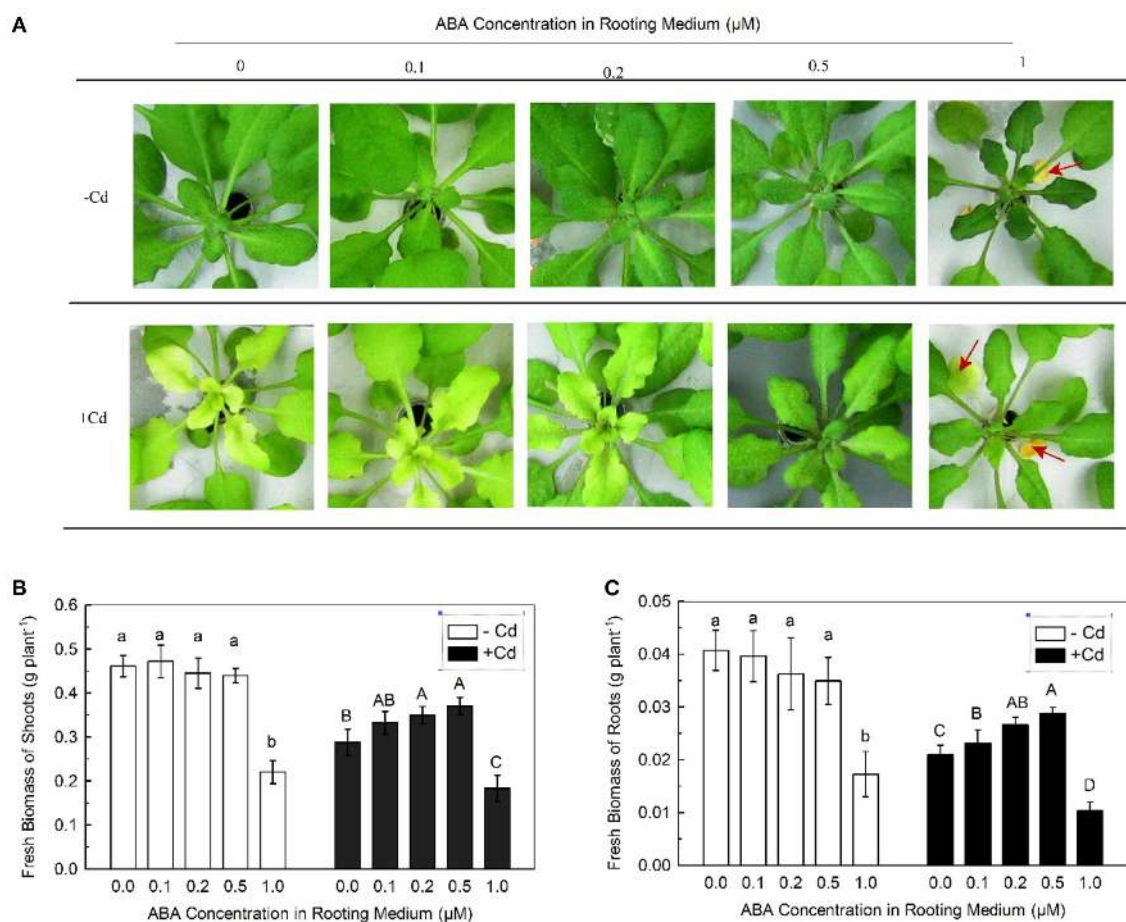 A
ABA Concentration in Rooting Medium (µM)
0 0.1 0.2 0.5 1
-Cd
+Cd
B
Fresh Biomass of Shoots (g plant⁻¹)
0.6
0.5
0.4
0.3
0.2
0.1
0.0
- Cd
+Cd
a a a a b B AB A A C
0.0 0.1 0.2 0.5 1.0 0.0 0.1 0.2 0.5 1.0
ABA Concentration in Rooting Medium (µM)
C
Fresh Biomass of Roots (g plant⁻¹)
0.05
0.04
0.03
0.02
0.01
0.00
- Cd
+Cd
a a a a b C B AB A D
0.0 0.1 0.2 0.5 1.0 0.0 0.1 0.2 0.5 1.0
ABA Concentration in Rooting Medium (µM)